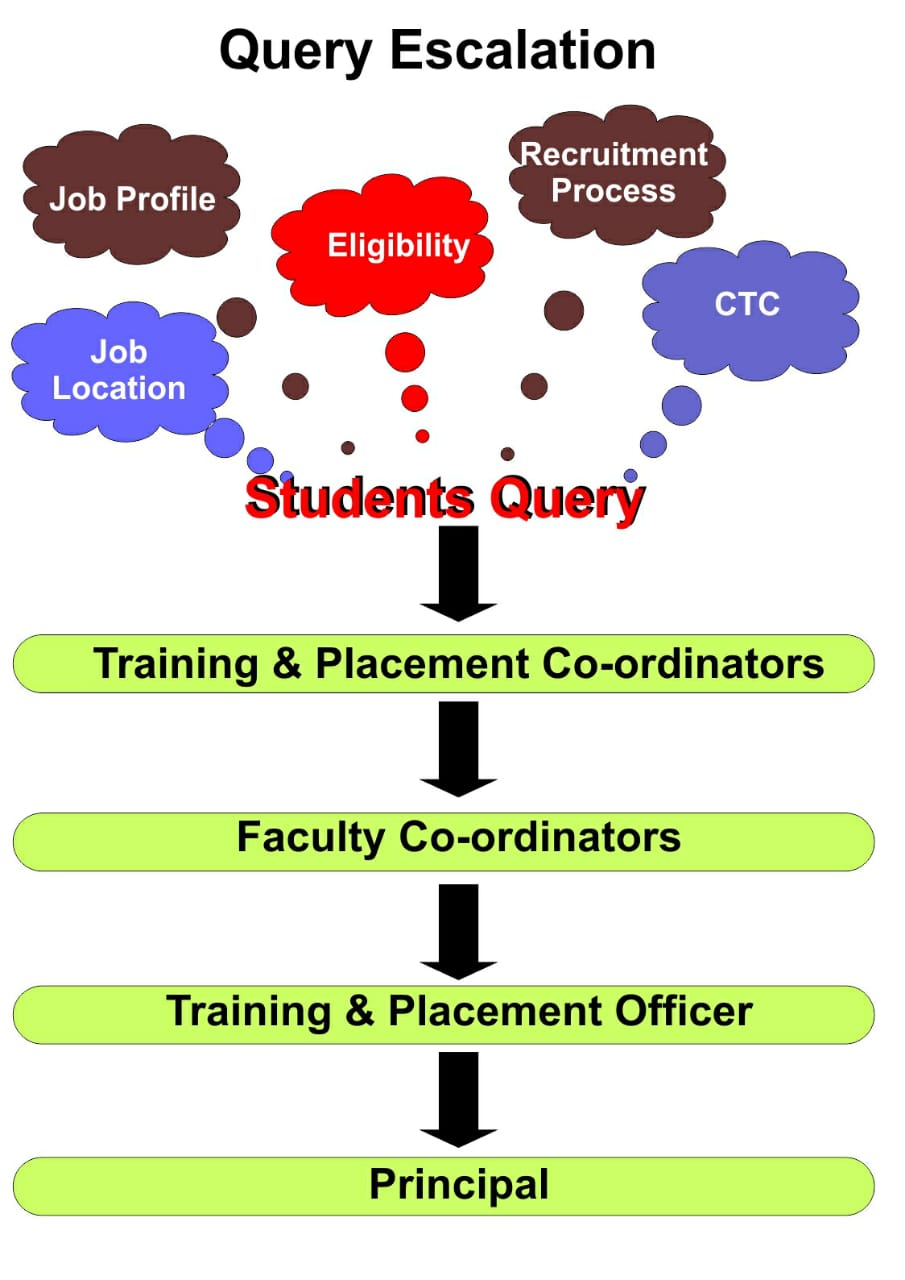 Query Escalation
Job Profile
Eligibility
Recruitment
Process
Job
Location
CTC
Students Query
Training & Placement Co-ordinators
Faculty Co-ordinators
Training & Placement Officer
Principal